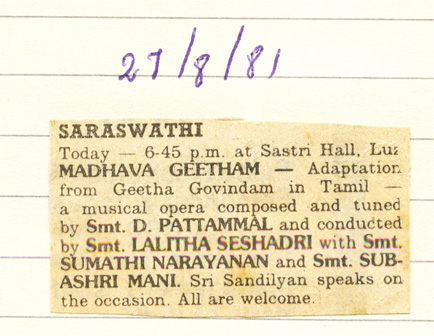 27/8/81
SARASWATHI
Today — 6-45 p.m. at Sastri Hall, Luz
MADHAVA GEETHAM — Adaptation
from Geetha Govindam in Tamil —
a musical opera composed and tuned
by Smt. D. PATTAMMAL and conducted
by Smt. LALITHA SESHADRI with Smt.
SUMATHI NARAYANAN and Smt. SUB-
ASHRI MANI. Sri Sandilyan speaks on
the occasion. All are welcome.